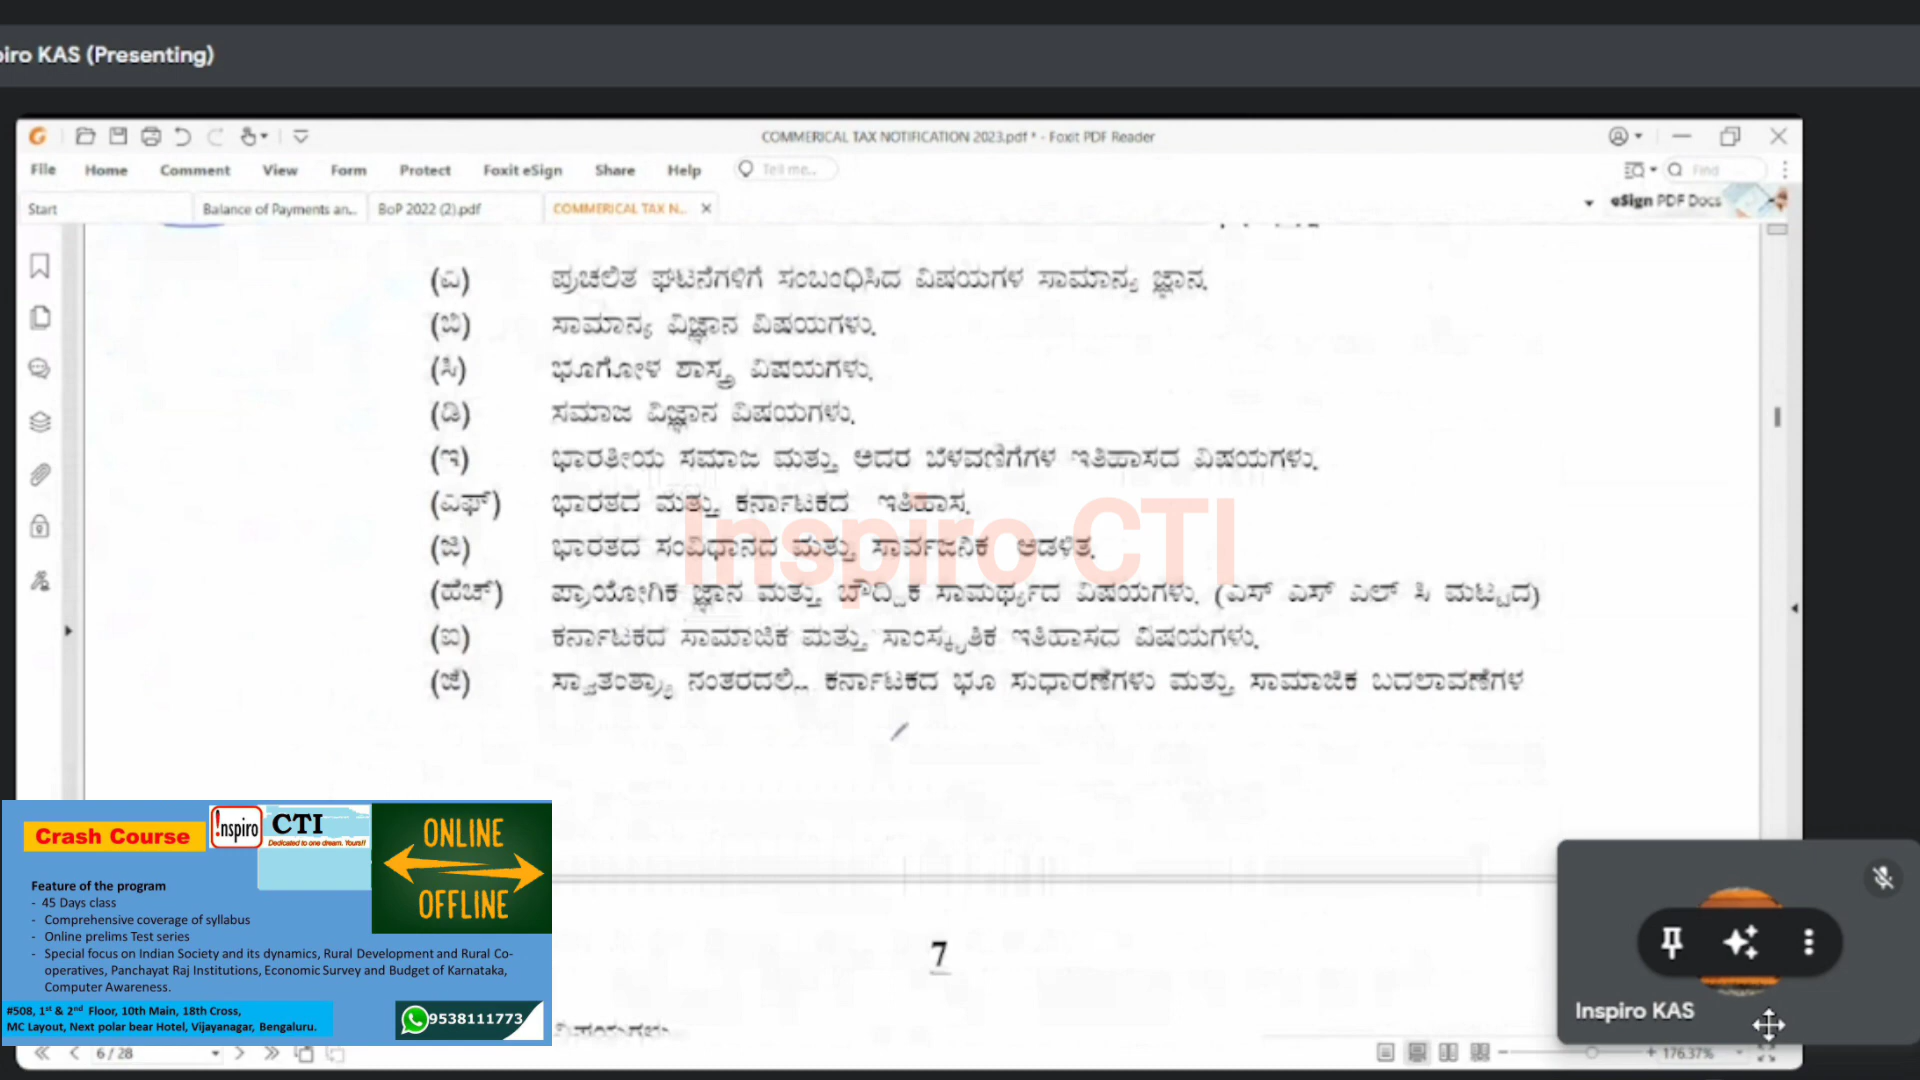 piro KAS (Presenting)
COMMERICAL TAX NOTIFICATION 2023.pdf * - Foxit PDF Reader
File Home Comment View Form Protect Foxit eSign Share Help Tell me... Find
Start Balance of Payments an... BoP 2022 (2).pdf COMMERICAL TAX N... eSign PDF Docs
(ಎ) ಪ್ರಚಲಿತ ಘಟನೆಗಳಿಗೆ ಸಂಬಂಧಿಸಿದ ವಿಷಯಗಳ ಸಾಮಾನ್ಯ ಜ್ಞಾನ.
(ಬಿ) ಸಾಮಾನ್ಯ ವಿಜ್ಞಾನ ವಿಷಯಗಳು.
(ಸಿ) ಭೂಗೋಳ ಶಾಸ್ತ್ರ ವಿಷಯಗಳು.
(ಡಿ) ಸಮಾಜ ವಿಜ್ಞಾನ ವಿಷಯಗಳು.
(ಇ) ಭಾರತೀಯ ಸಮಾಜ ಮತ್ತು ಅದರ ಬೆಳವಣಿಗೆಗಳ ಇತಿಹಾಸದ ವಿಷಯಗಳು.
(ಎಫ್) ಭಾರತದ ಮತ್ತು ಕರ್ನಾಟಕದ ಇತಿಹಾಸ.
(ಜಿ) ಭಾರತದ ಸಂವಿಧಾನದ ಮತ್ತು ಸಾರ್ವಜನಿಕ ಆಡಳಿತ.
Inspiro CTI
(ಹೆಚ್) ಪ್ರಾಯೋಗಿಕ ಜ್ಞಾನ ಮತ್ತು ಬೌದ್ಧಿಕ ಸಾಮರ್ಥ್ಯದ ವಿಷಯಗಳು. (ಎಸ್ ಎಸ್ ಎಲ್ ಸಿ ಮಟ್ಟದ)
(ಐ) ಕರ್ನಾಟಕದ ಸಾಮಾಜಿಕ ಮತ್ತು ಸಾಂಸ್ಕೃತಿಕ ಇತಿಹಾಸದ ವಿಷಯಗಳು.
(ಜೆ) ಸ್ವಾತಂತ್ರ್ಯಾ ನಂತರದಲ್ಲಿ ಕರ್ನಾಟಕದ ಭೂ ಸುಧಾರಣೆಗಳು ಮತ್ತು ಸಾಮಾಜಿಕ ಬದಲಾವಣೆಗಳ
7
ವಿಷಯಗಳು.
Crash Course
Inspiro CTI
Dedicated to one dream. Yours!!
ONLINE
OFFLINE
Feature of the program
- 45 Days class
- Comprehensive coverage of syllabus
- Online prelims Test series
- Special focus on Indian Society and its dynamics, Rural Development and Rural Co-
operatives, Panchayat Raj Institutions, Economic Survey and Budget of Karnataka,
Computer Awareness.
#508, 1st & 2nd Floor, 10th Main, 18th Cross,
MC Layout, Next polar bear Hotel, Vijayanagar, Bengaluru.
9538111773
Inspiro KAS
6 / 28
176.37%